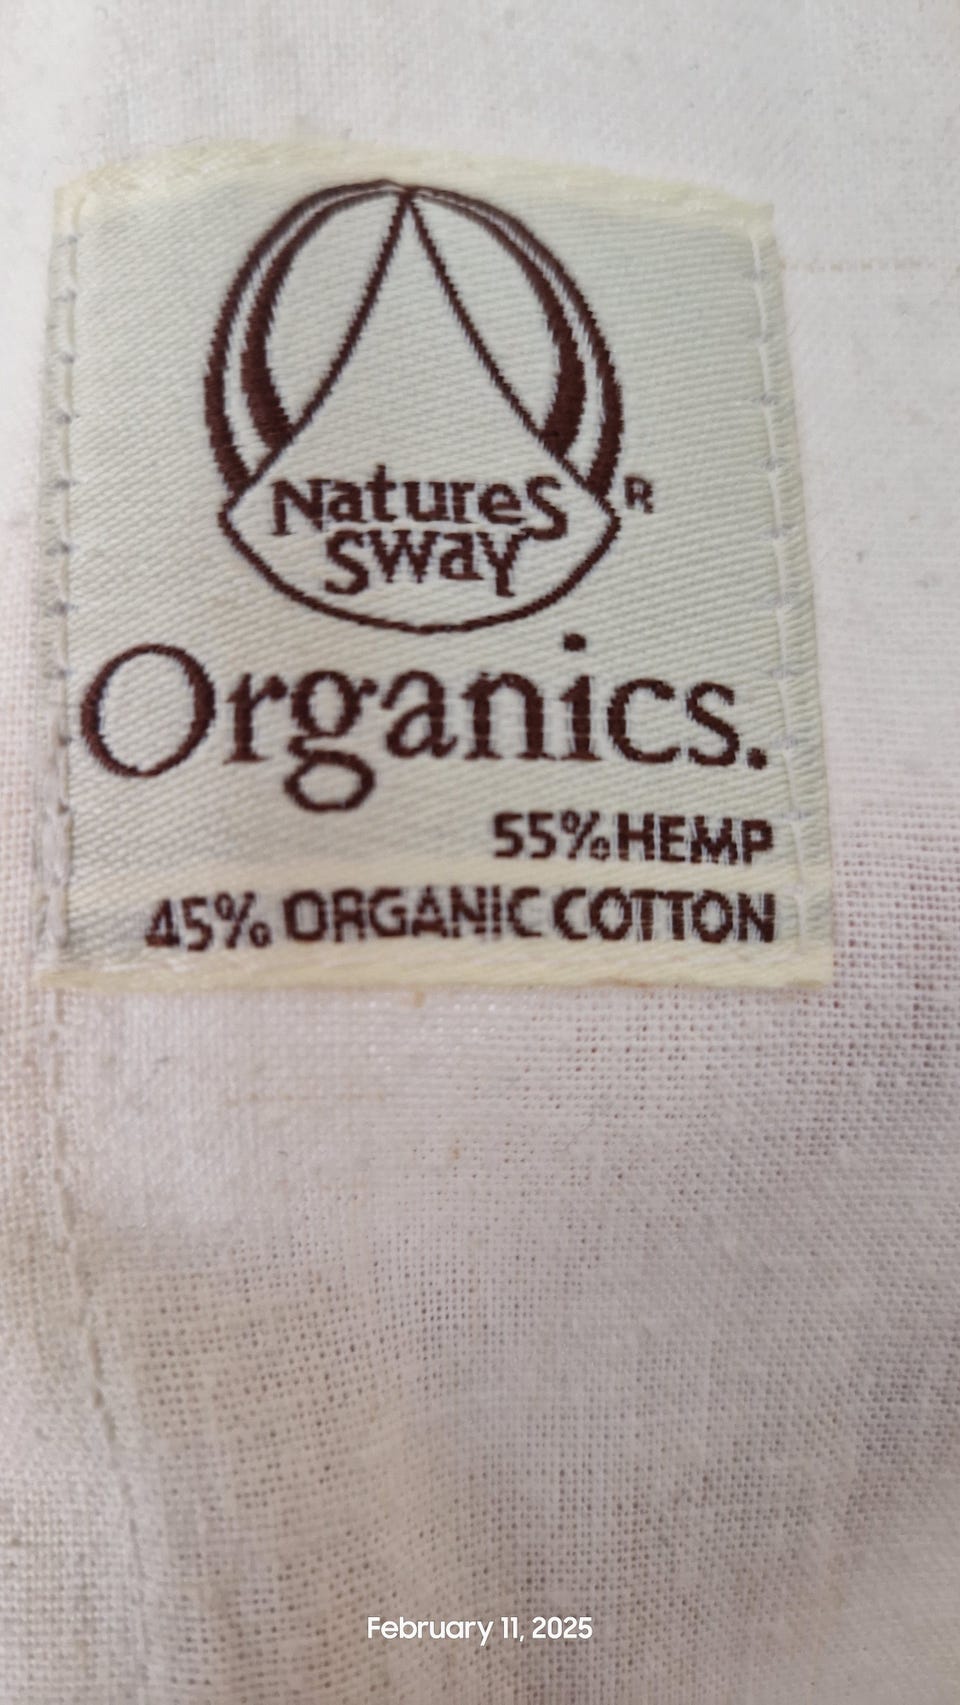 Natures
Sway
R
Organics.
55% HEMP
45% ORGANIC COTTON
February 11, 2025